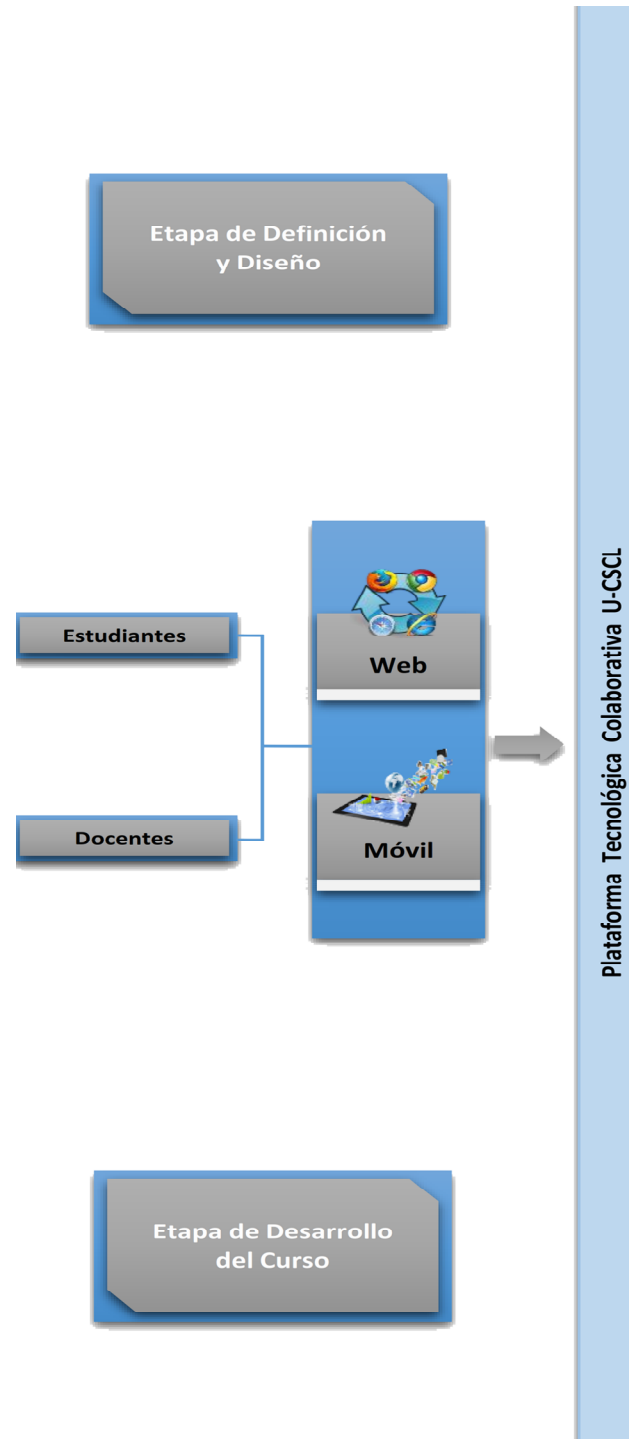 Etapa de Definición
y Diseño
Estudiantes
Docentes
Web
Móvil
Plataforma Tecnológica Colaborativa U-CSCL
Etapa de Desarrollo
del Curso